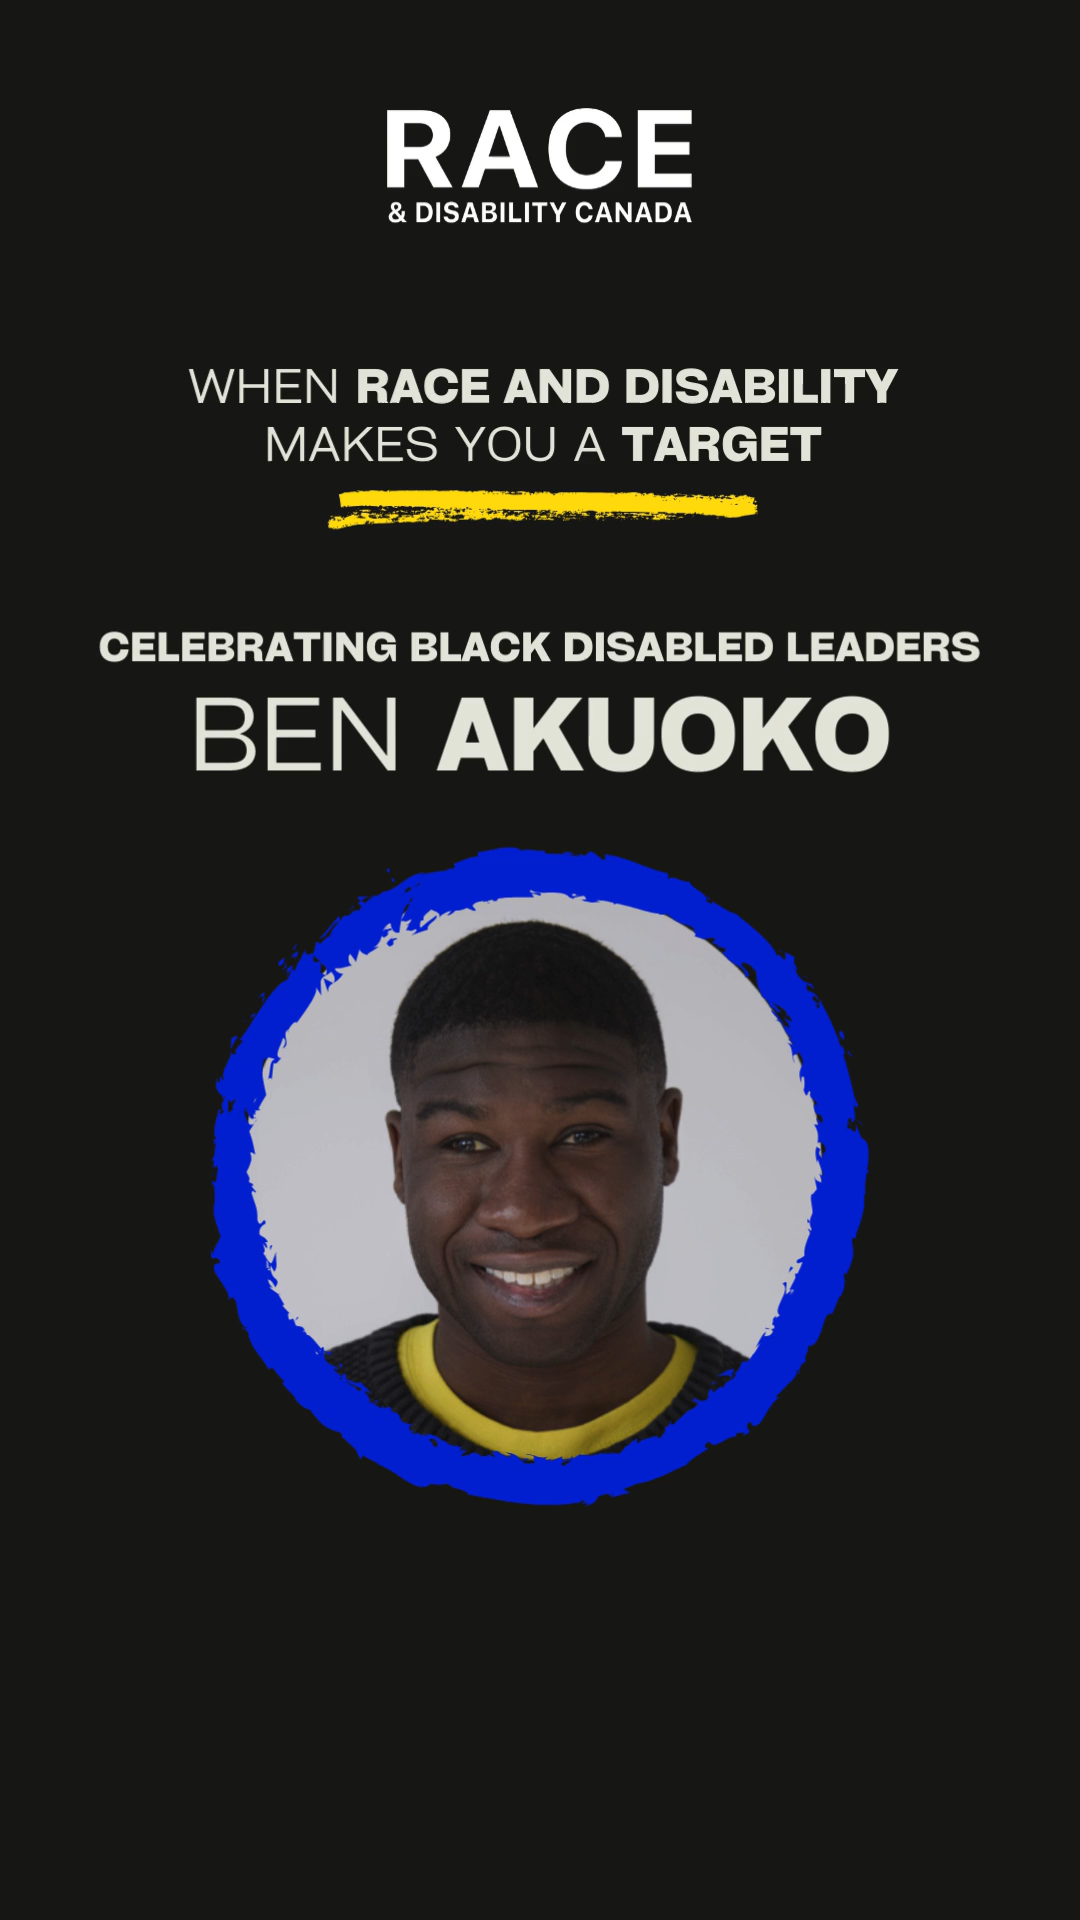 RACE
& DISABILITY CANADA
WHEN RACE AND DISABILITY
MAKES YOU A TARGET
CELEBRATING BLACK DISABLED LEADERS
BEN AKUOKO